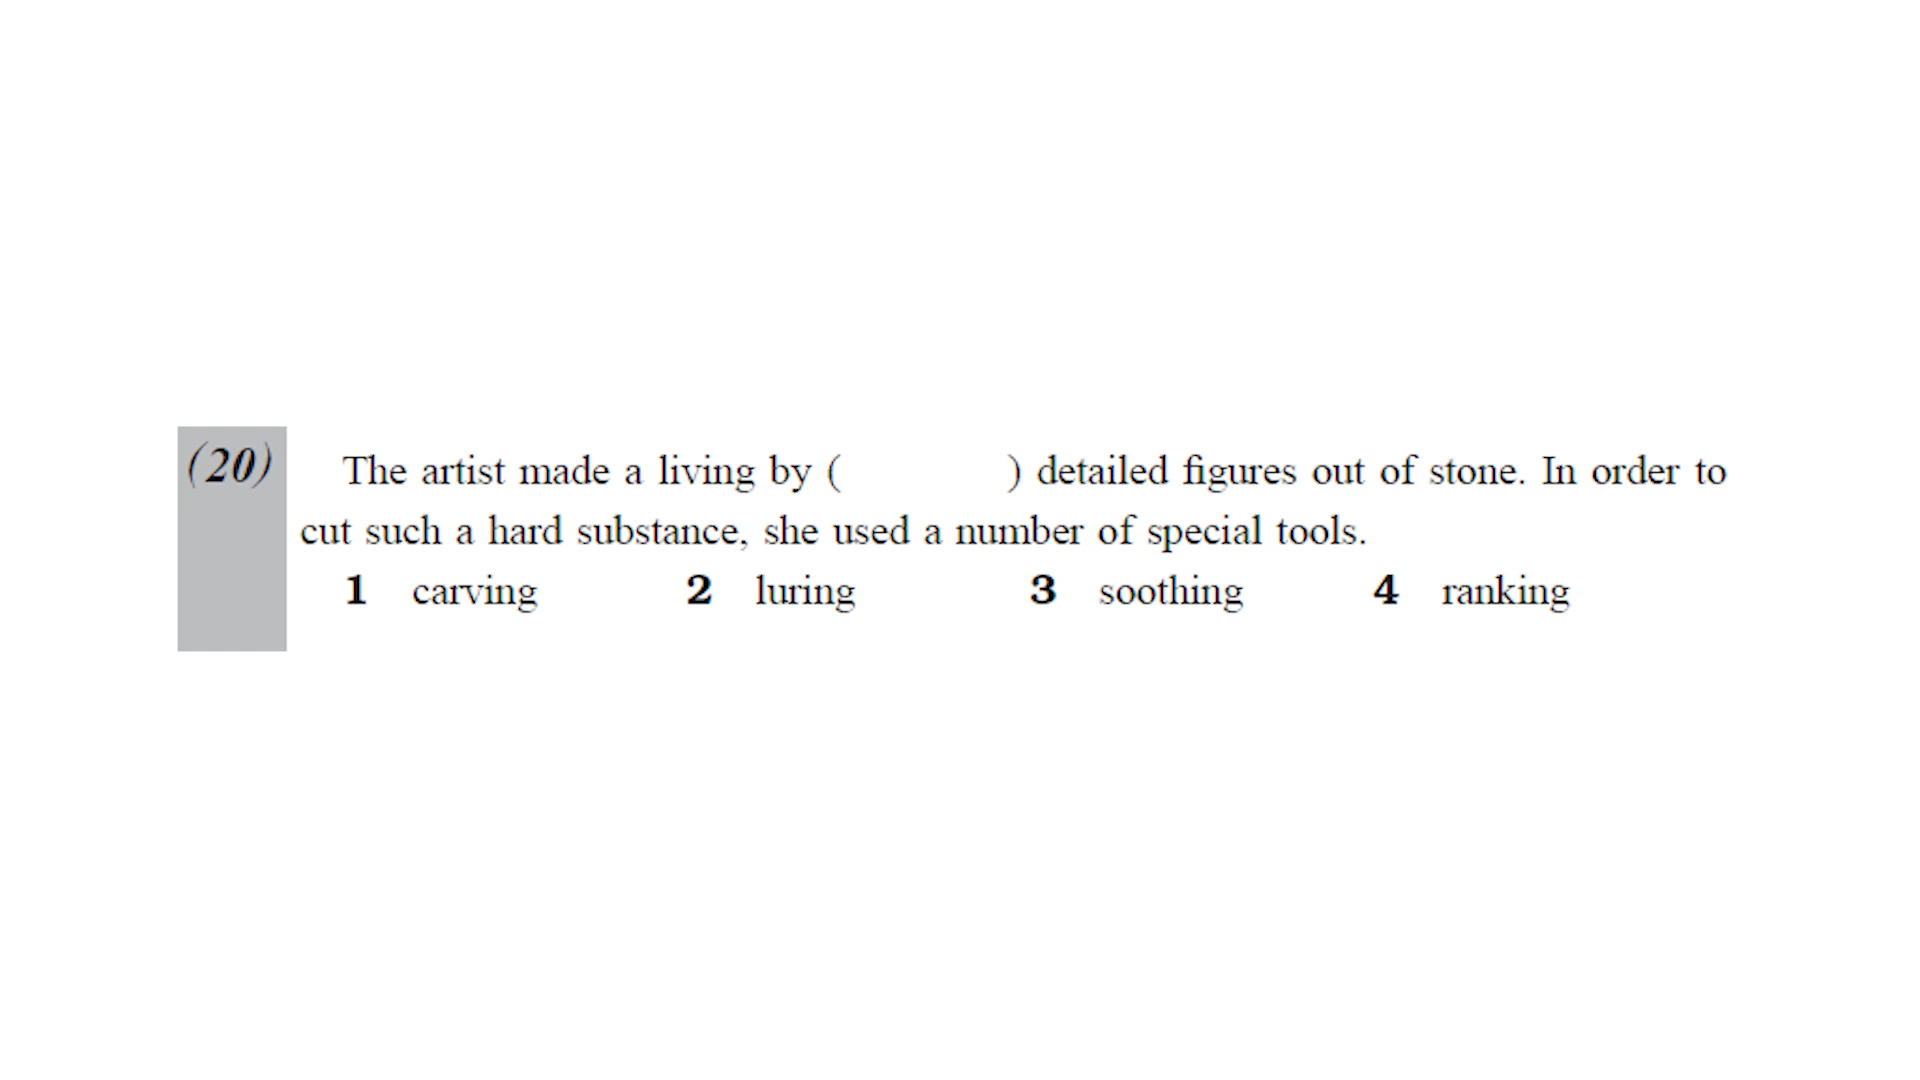 (20) The artist made a living by ( ) detailed figures out of stone. In order to
cut such a hard substance, she used a number of special tools.
1 carving 2 luring 3 soothing 4 ranking